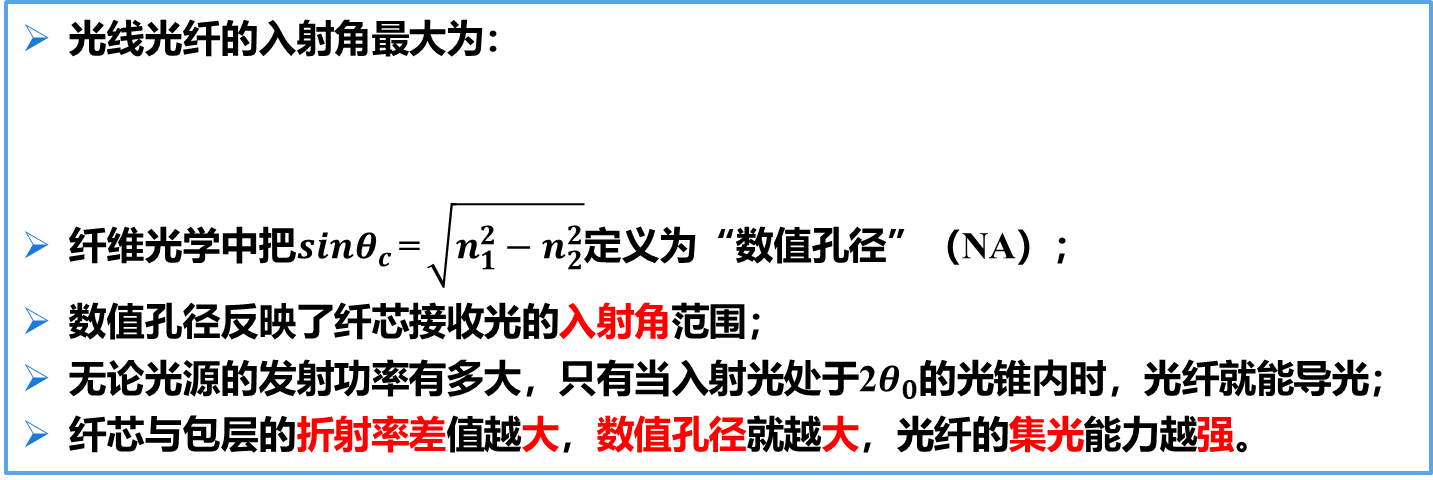 ➢ 光线光纤的入射角最大为：
➢ 纤维光学中把sinθ_c = √(n₁² − n₂²)定义为“数值孔径”（NA）；
➢ 数值孔径反映了纤芯接收光的入射角范围；
➢ 无论光源的发射功率有多大，只有当入射光处于2θ₀的光锥内时，光纤就能导光；
➢ 纤芯与包层的折射率差值越大，数值孔径就越大，光纤的集光能力越强。